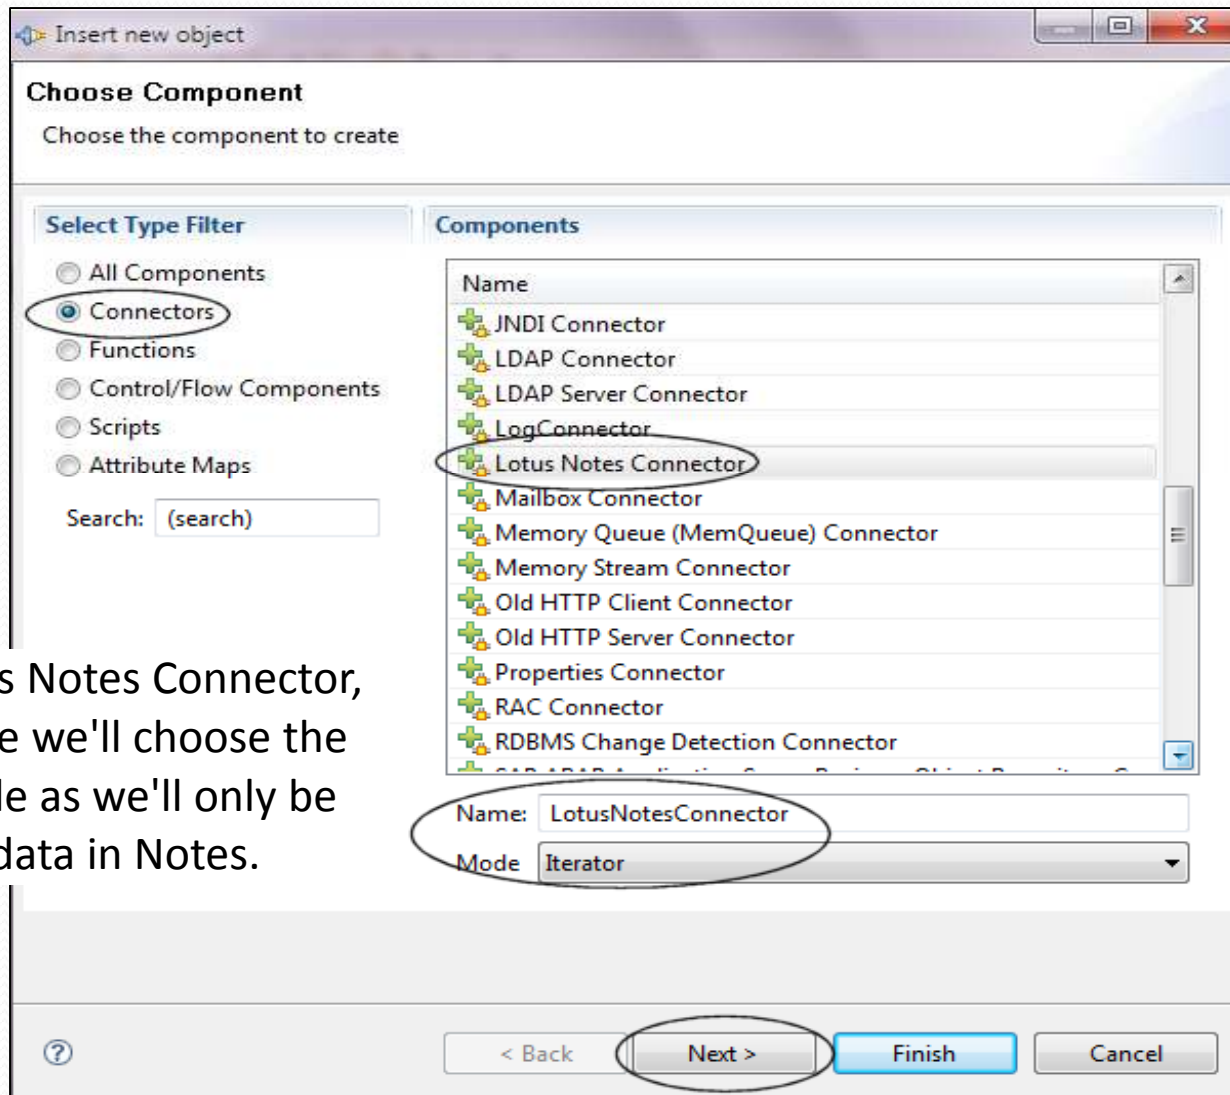 Insert new object
Choose Component
Choose the component to create
Select Type Filter
All Components
Connectors
Functions
Control/Flow Components
Scripts
Attribute Maps
Search: (search)
Components
Name
JNDI Connector
LDAP Connector
LDAP Server Connector
LogConnector
Lotus Notes Connector
Mailbox Connector
Memory Queue (MemQueue) Connector
Memory Stream Connector
Old HTTP Client Connector
Old HTTP Server Connector
Properties Connector
RAC Connector
RDBMS Change Detection Connector
s Notes Connector,
e we'll choose the
le as we'll only be
data in Notes.
Name: LotusNotesConnector
Mode Iterator
< Back Next > Finish Cancel